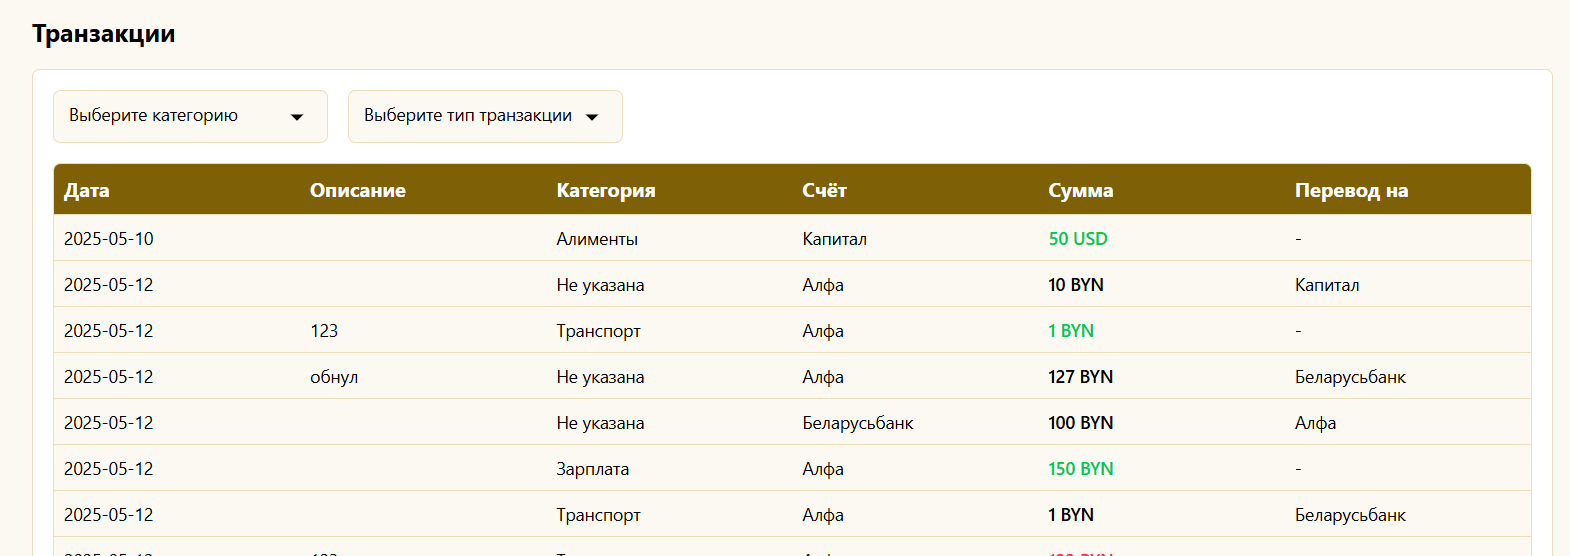 Транзакции
Выберите категорию Выберите тип транзакции
Дата Описание Категория Счёт Сумма Перевод на
2025-05-10 Алименты Капитал 50 USD -
2025-05-12 Не указана Алфа 10 BYN Капитал
2025-05-12 123 Транспорт Алфа 1 BYN -
2025-05-12 обнул Не указана Алфа 127 BYN Беларусьбанк
2025-05-12 Не указана Беларусьбанк 100 BYN Алфа
2025-05-12 Зарплата Алфа 150 BYN -
2025-05-12 Транспорт Алфа 1 BYN Беларусьбанк